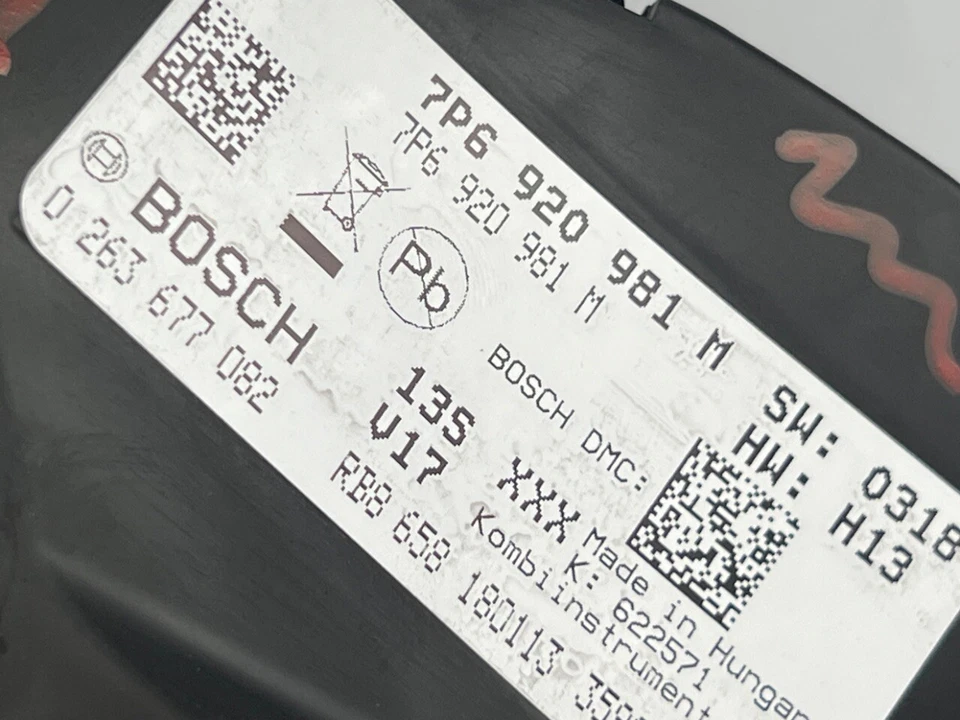 7P6 920 981 M
7P6 920 981 M
SW: 0318
HW: H13
Pb
BOSCH
0 263 677 082
BOSCH DMC:
13S
V17
XXX
RB8 658 180113
Made in Hungar
K: 622571
Kombiinstrument